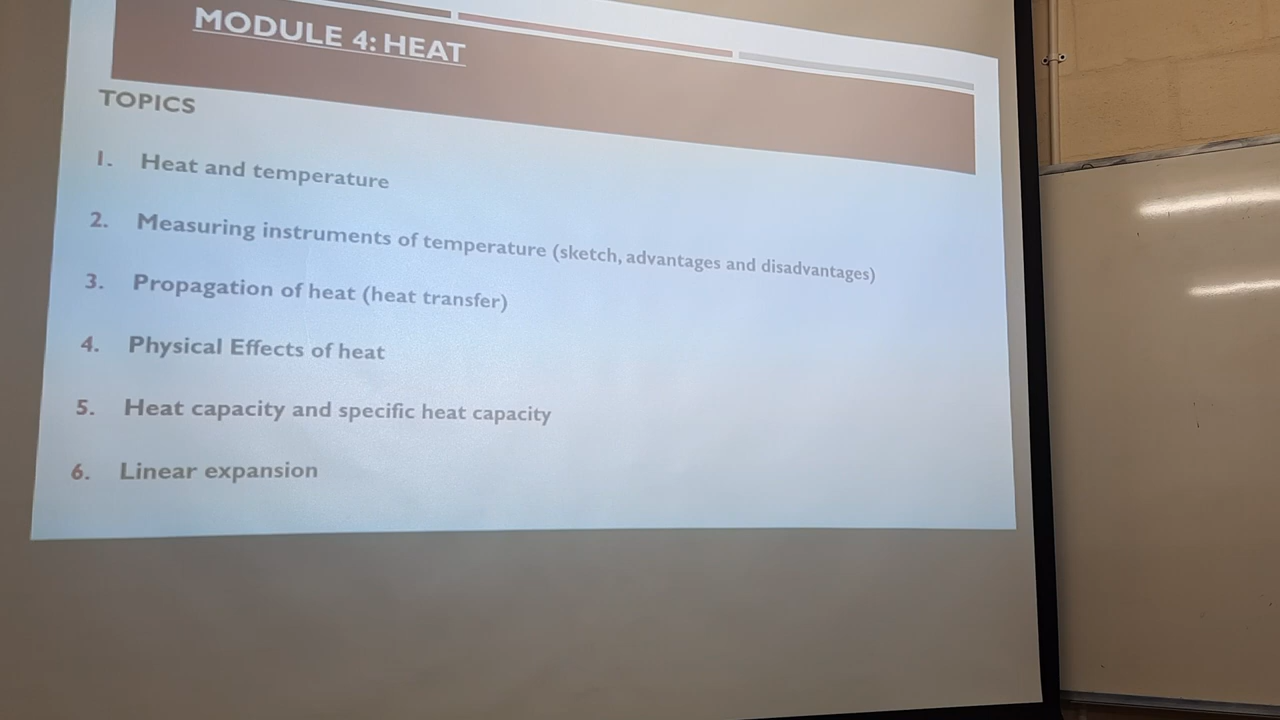 MODULE 4: HEAT
TOPICS
1. Heat and temperature
2. Measuring instruments of temperature (sketch, advantages and disadvantages)
3. Propagation of heat (heat transfer)
4. Physical Effects of heat
5. Heat capacity and specific heat capacity
6. Linear expansion